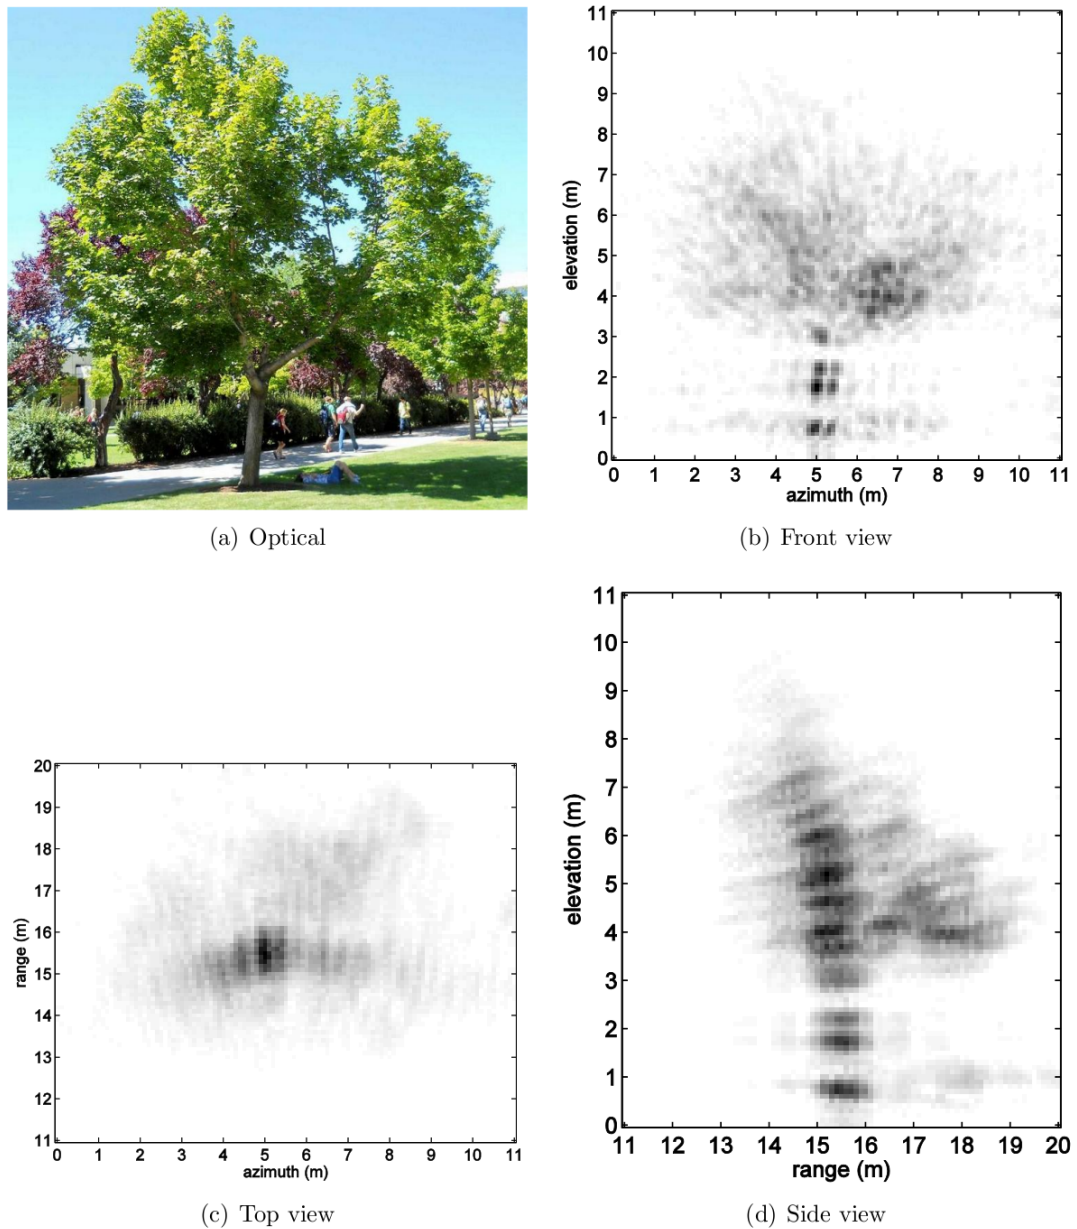 11
10
9
8
7
6
5
4
3
2
1
0
elevation (m)
0 1 2 3 4 5 6 7 8 9 10 11
azimuth (m)
(a) Optical
(b) Front view
20
19
18
17
16
15
14
13
12
11
range (m)
0 1 2 3 4 5 6 7 8 9 10 11
azimuth (m)
(c) Top view
11
10
9
8
7
6
5
4
3
2
1
0
elevation (m)
11 12 13 14 15 16 17 18 19 20
range (m)
(d) Side view